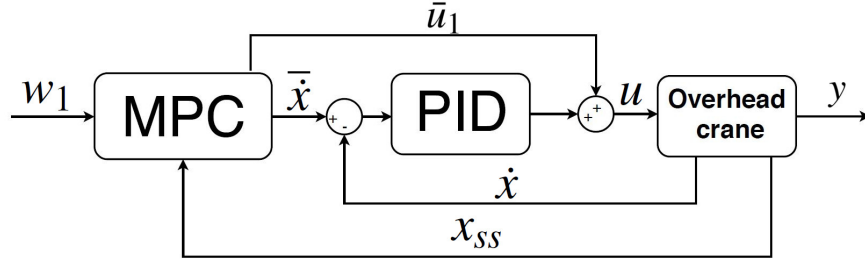 ū₁
w₁
MPC
x̄̇
+
-
PID
+
+
u
Overhead
crane
y
ẋ
xₛₛ